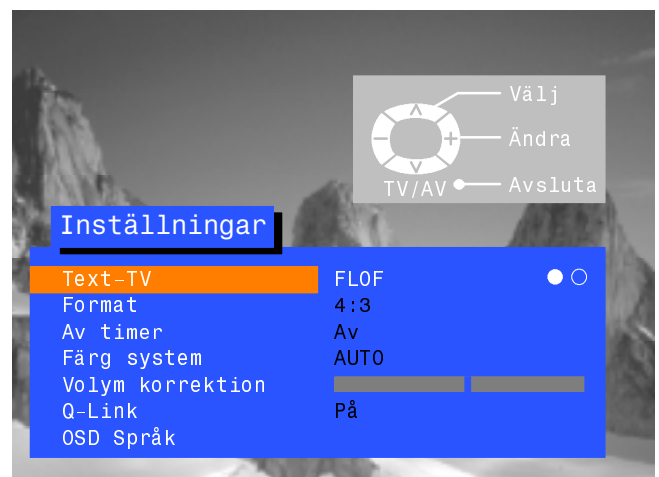 Välj
Ändra
TV/AV Avsluta
Inställningar
Text-TV FLOF
Format 4:3
Av timer Av
Färg system AUTO
Volym korrektion
Q-Link På
OSD Språk